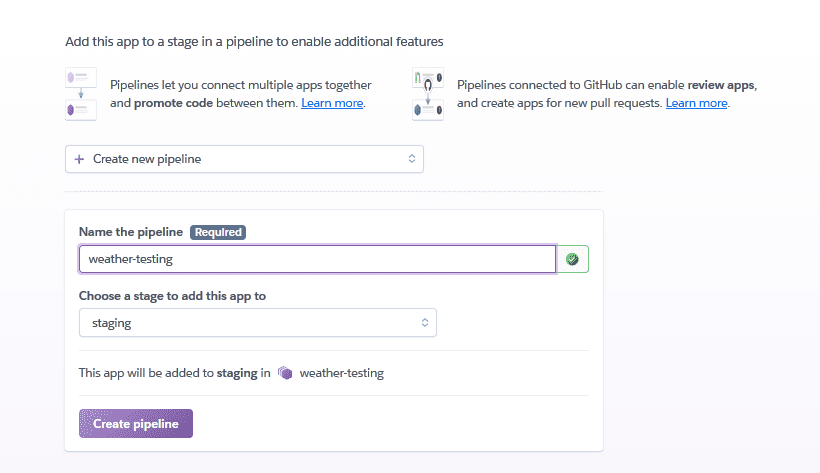 Add this app to a stage in a pipeline to enable additional features
Pipelines let you connect multiple apps together
and promote code between them. Learn more.
Pipelines connected to GitHub can enable review apps,
and create apps for new pull requests. Learn more.
+ Create new pipeline
Name the pipeline Required
weather-testing
Choose a stage to add this app to
staging
This app will be added to staging in weather-testing
Create pipeline